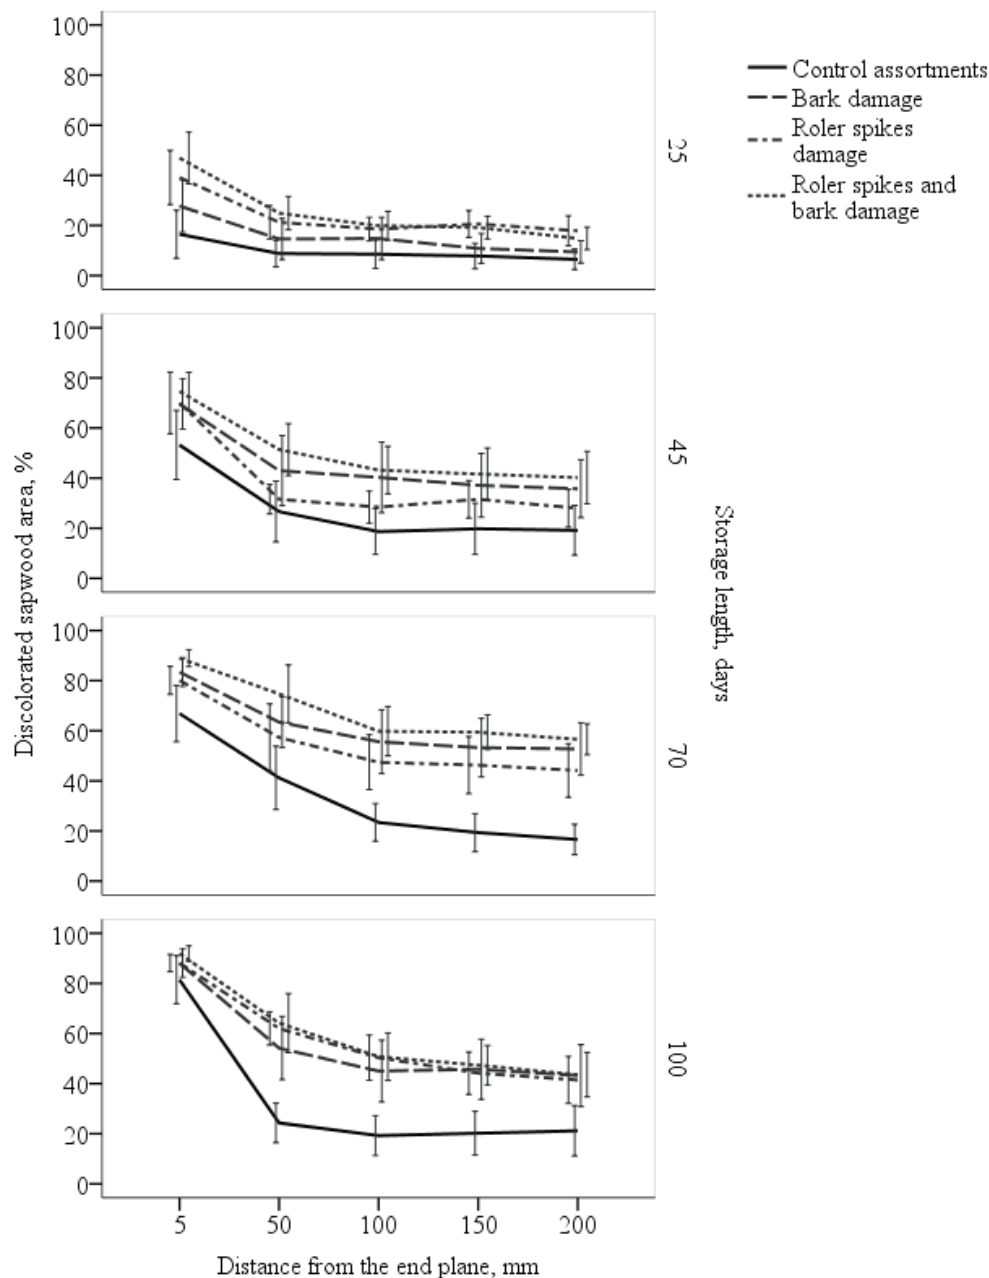 100
80
60
40
20
0
25
Control assortments
Bark damage
Roler spikes
damage
Roler spikes and
bark damage
100
80
60
40
20
0
45
100
80
60
40
20
0
70
100
80
60
40
20
0
100
Discolorated sapwood area, %
Storage length, days
5 50 100 150 200
Distance from the end plane, mm